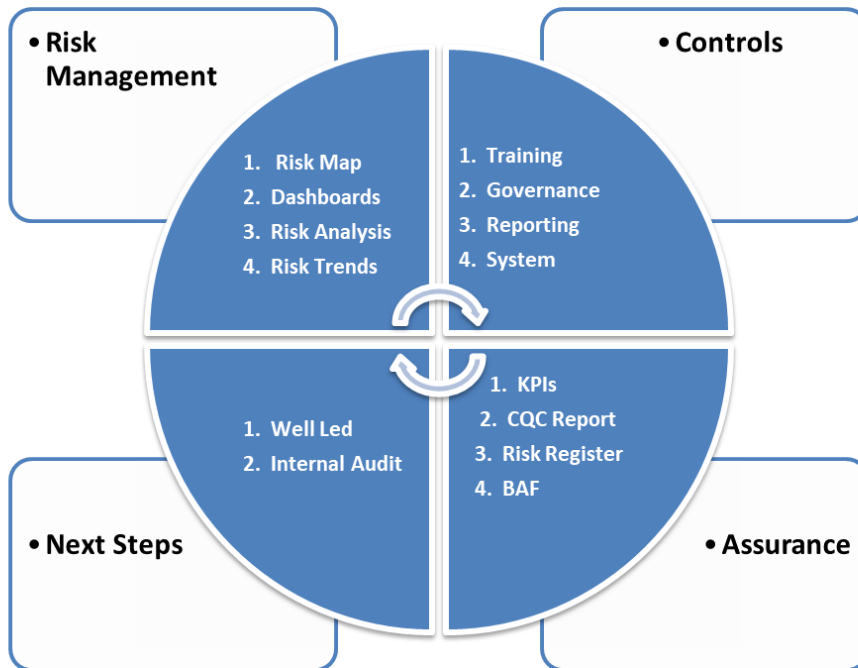 • Risk
Management
• Controls
1. Risk Map
2. Dashboards
3. Risk Analysis
4. Risk Trends
1. Training
2. Governance
3. Reporting
4. System
1. Well Led
2. Internal Audit
1. KPIs
2. CQC Report
3. Risk Register
4. BAF
• Next Steps
• Assurance